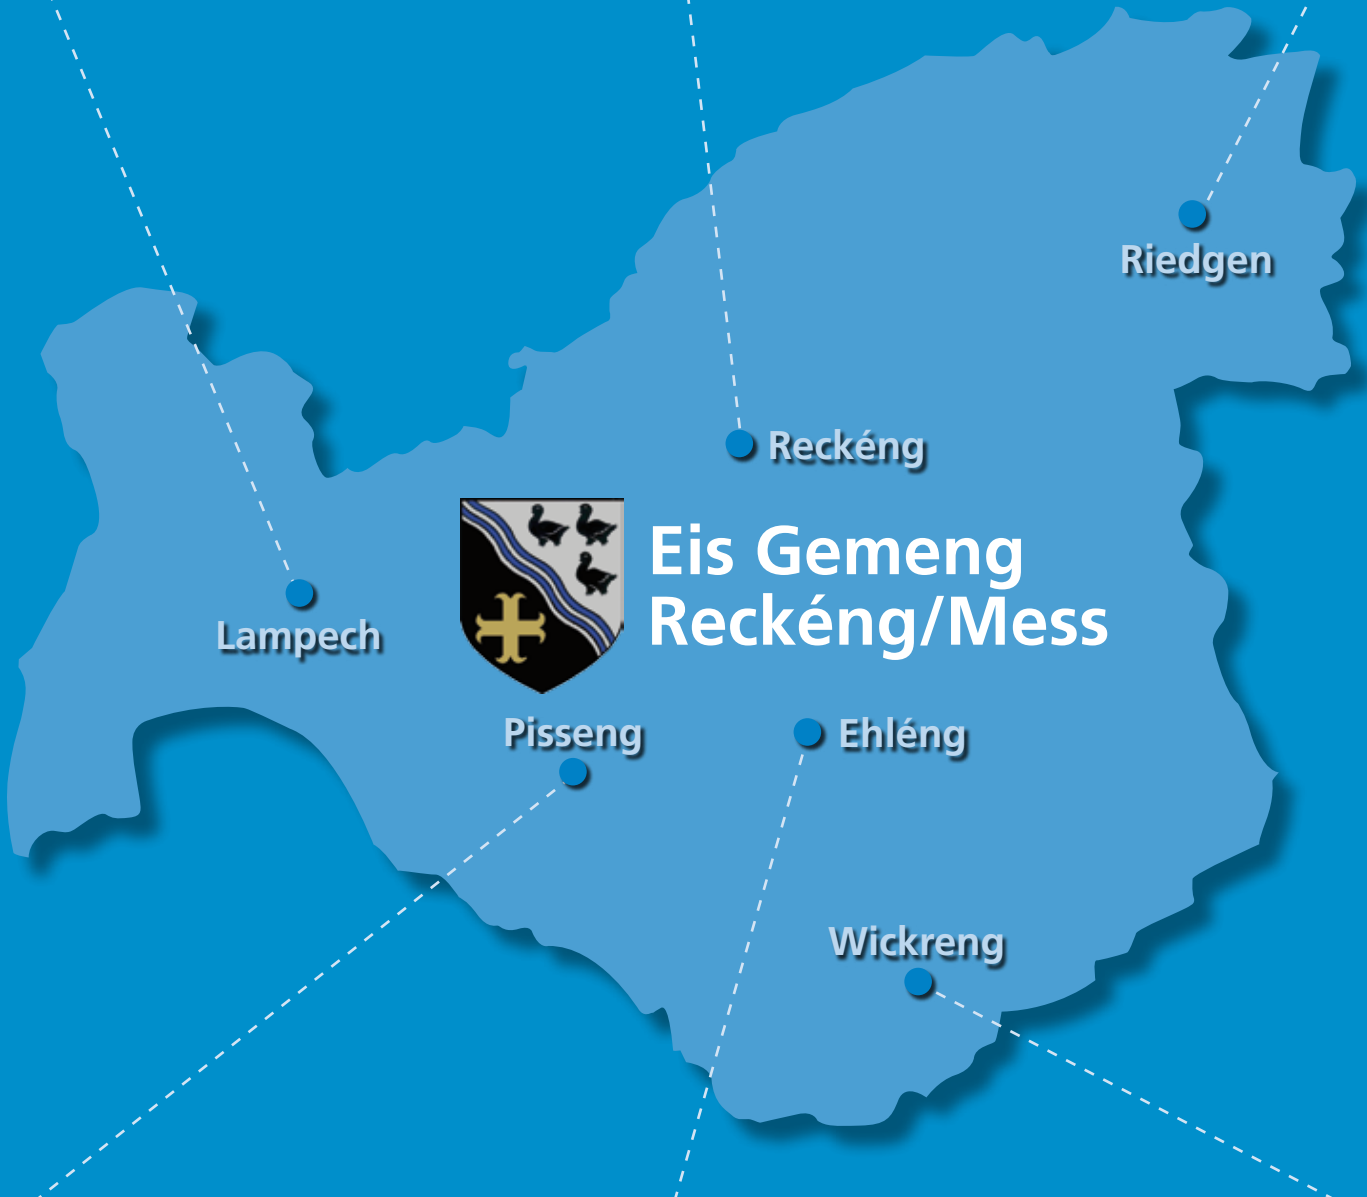 Riedgen
Reckéng
Eis Gemeng
Reckéng/Mess
Lampech
Pisseng
Ehléng
Wickreng